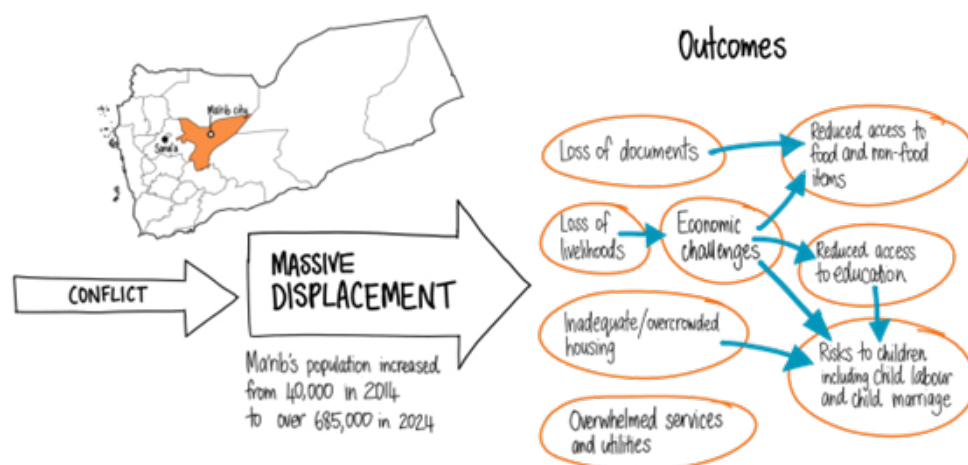 Outcomes
Ma'rib city
Sana'a
CONFLICT
MASSIVE
DISPLACEMENT
Ma'rib's population increased
from 40,000 in 2014
to over 685,000 in 2024
Loss of documents
Reduced access to
food and non-food
items
Loss of
livelihoods
Economic
challenges
Reduced access
to education
Inadequate/overcrowded
housing
Risks to children
including child labour
and child marriage
Overwhelmed services
and utilities